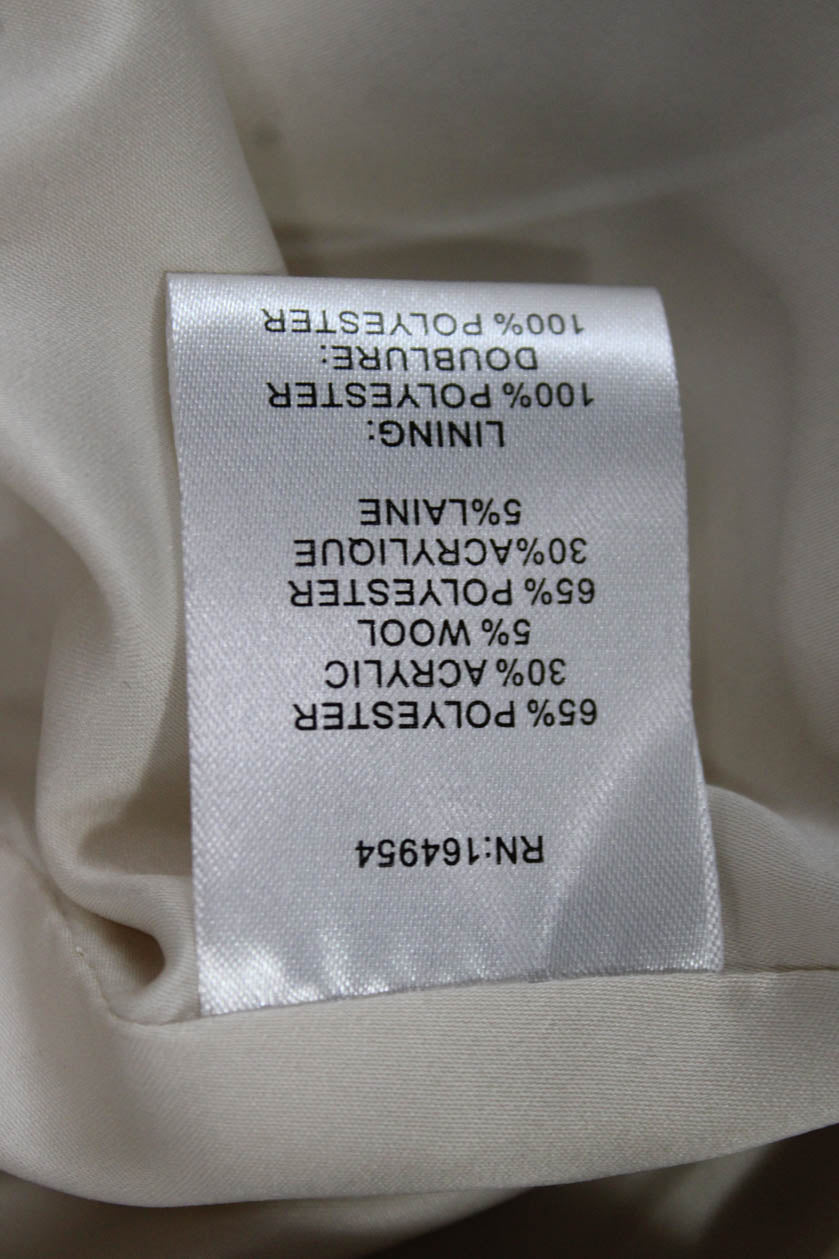 RN:164954
65% POLYESTER
30% ACRYLIC
5% WOOL
65% POLYESTER
30%ACRYLIQUE
5%LAINE
LINING:
100% POLYESTER
DOUBLURE:
100% POLYESTER